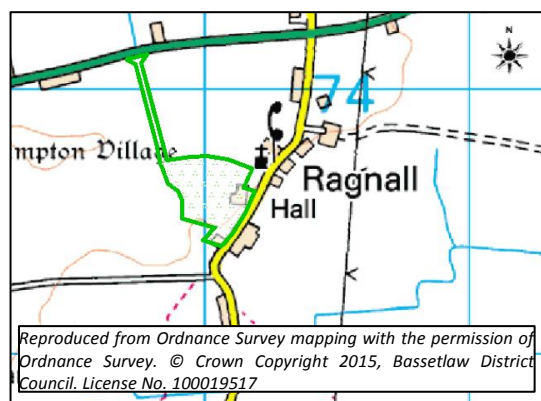 N
74
mpton Village
Ragnall
Hall
Reproduced from Ordnance Survey mapping with the permission of
Ordnance Survey. © Crown Copyright 2015, Bassetlaw District
Council. License No. 100019517